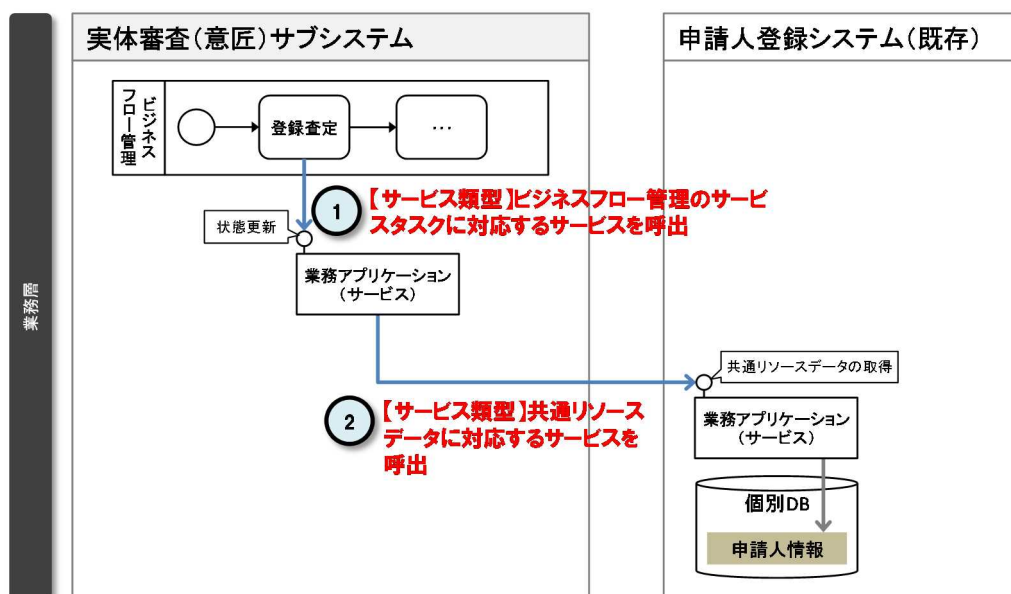 実体審査(意匠)サブシステム
申請人登録システム(既存)
業務層
ビジネス
フロー管理
登録査定
…
1
【サービス類型】ビジネスフロー管理のサービ
スタスクに対応するサービスを呼出
状態更新
業務アプリケーション
(サービス)
共通リソースデータの取得
2
【サービス類型】共通リソース
データに対応するサービスを
呼出
業務アプリケーション
(サービス)
個別DB
申請人情報